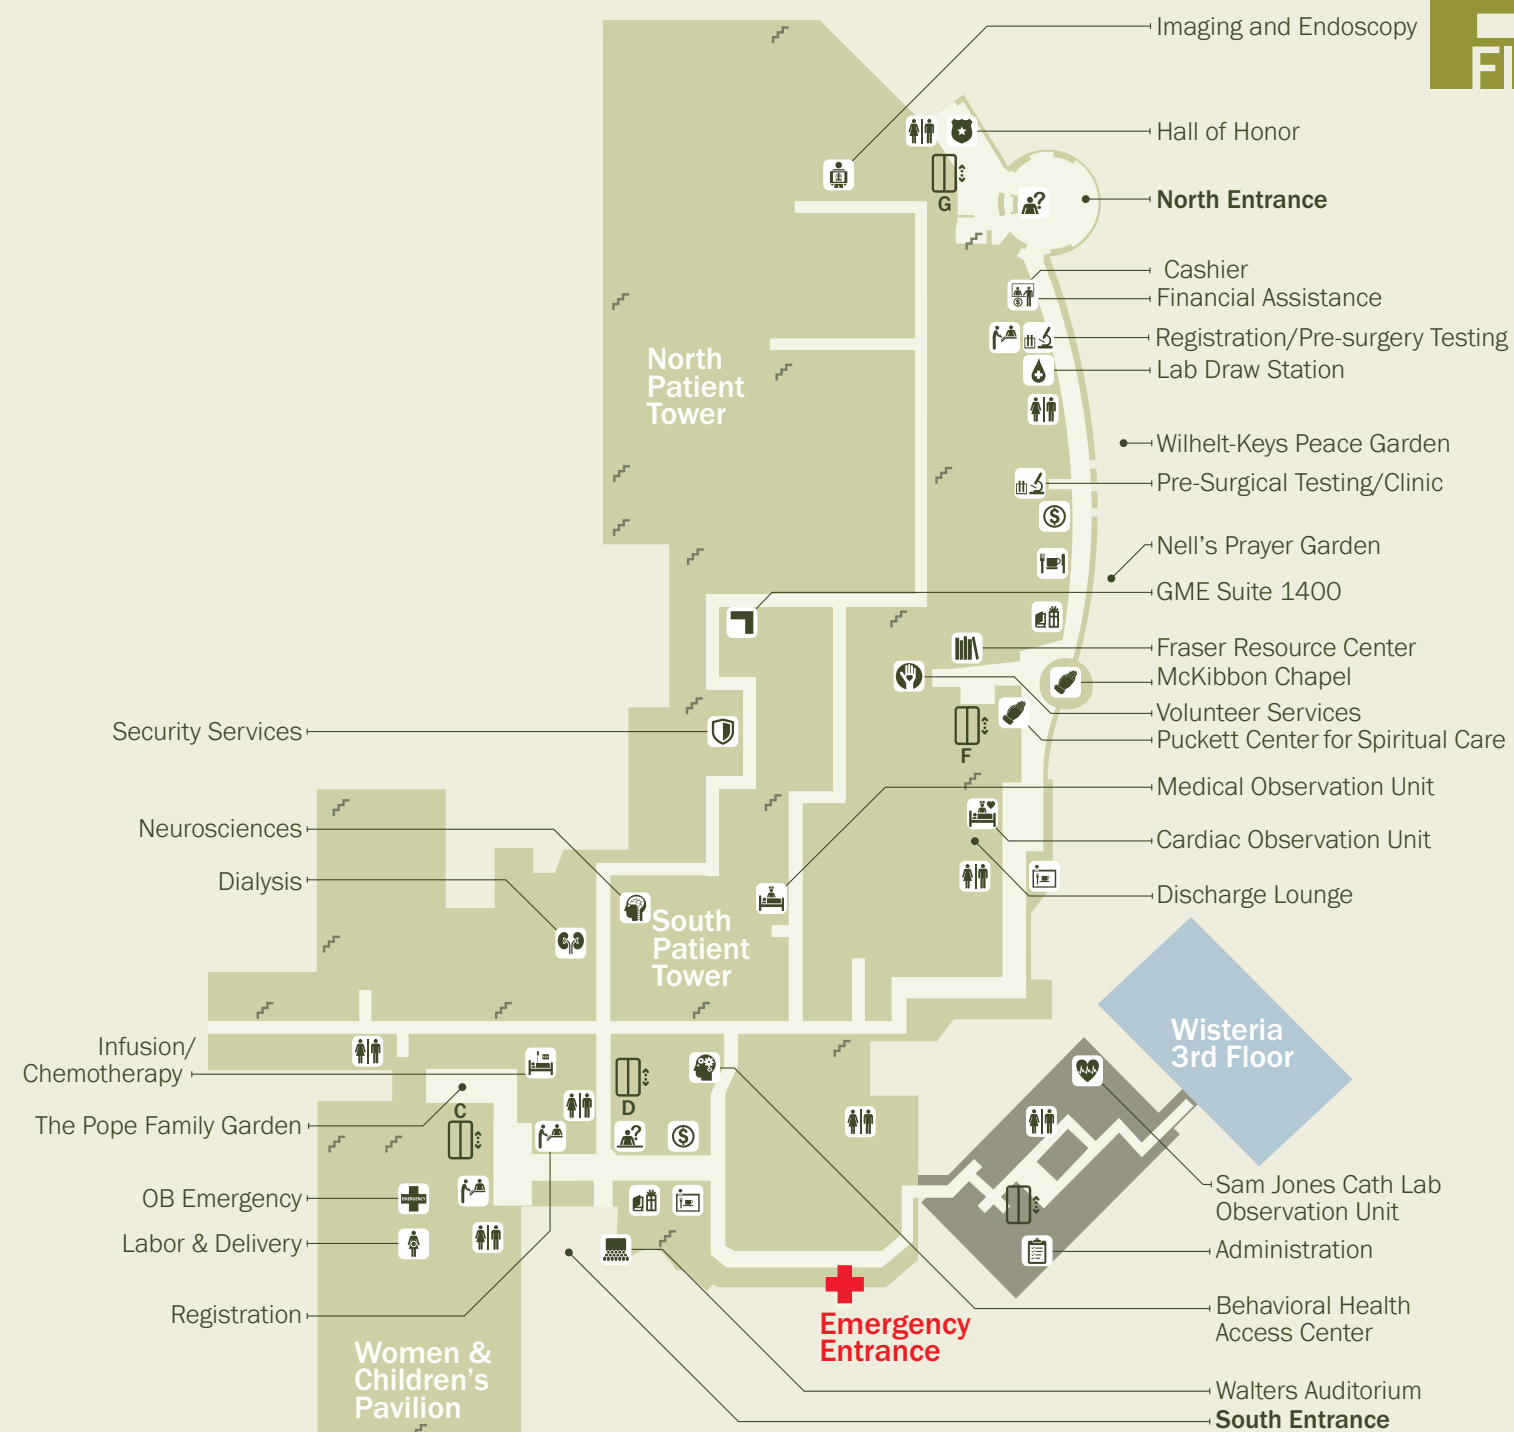 Imaging and Endoscopy
Fl
Hall of Honor
G
North Entrance
Cashier
Financial Assistance
Registration/Pre-surgery Testing
Lab Draw Station
North
Patient
Tower
Wilhelt-Keys Peace Garden
Pre-Surgical Testing/Clinic
Nell's Prayer Garden
GME Suite 1400
Fraser Resource Center
McKibbon Chapel
Volunteer Services
Puckett Center for Spiritual Care
F
Security Services
Medical Observation Unit
Neurosciences
Cardiac Observation Unit
Dialysis
Discharge Lounge
South
Patient
Tower
Wisteria
3rd Floor
Infusion/
Chemotherapy
The Pope Family Garden
C
D
OB Emergency
EMERGENCY
Labor & Delivery
Registration
Sam Jones Cath Lab
Observation Unit
Administration
Behavioral Health
Access Center
Emergency
Entrance
Women &
Children's
Pavilion
Walters Auditorium
South Entrance